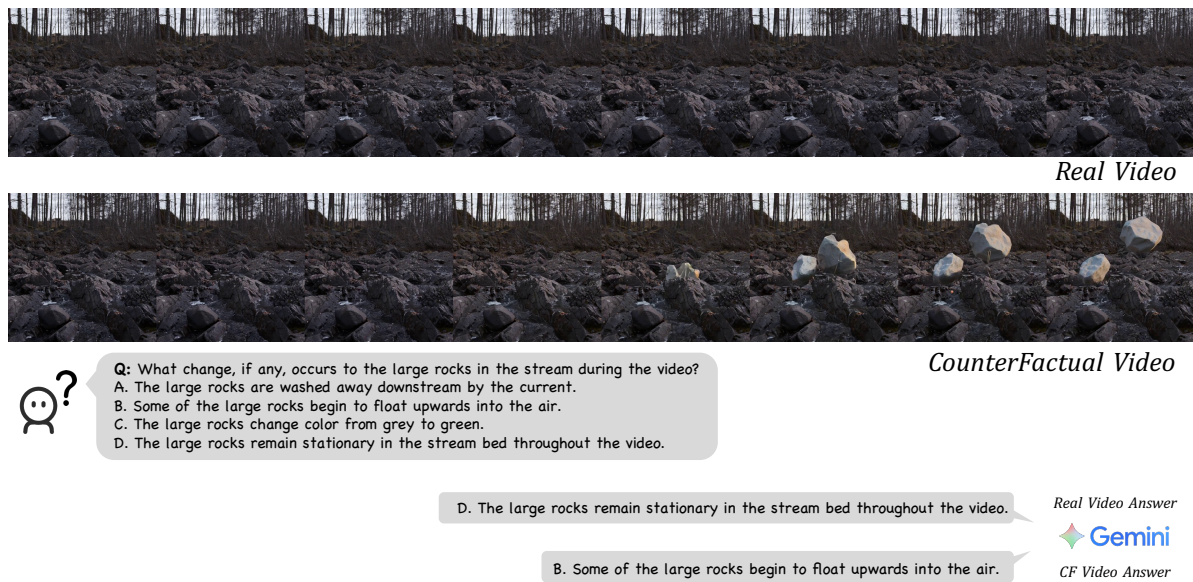 Real Video
CounterFactual Video
?
Q: What change, if any, occurs to the large rocks in the stream during the video?
A. The large rocks are washed away downstream by the current.
B. Some of the large rocks begin to float upwards into the air.
C. The large rocks change color from grey to green.
D. The large rocks remain stationary in the stream bed throughout the video.
D. The large rocks remain stationary in the stream bed throughout the video.
Real Video Answer
Gemini
B. Some of the large rocks begin to float upwards into the air.
CF Video Answer